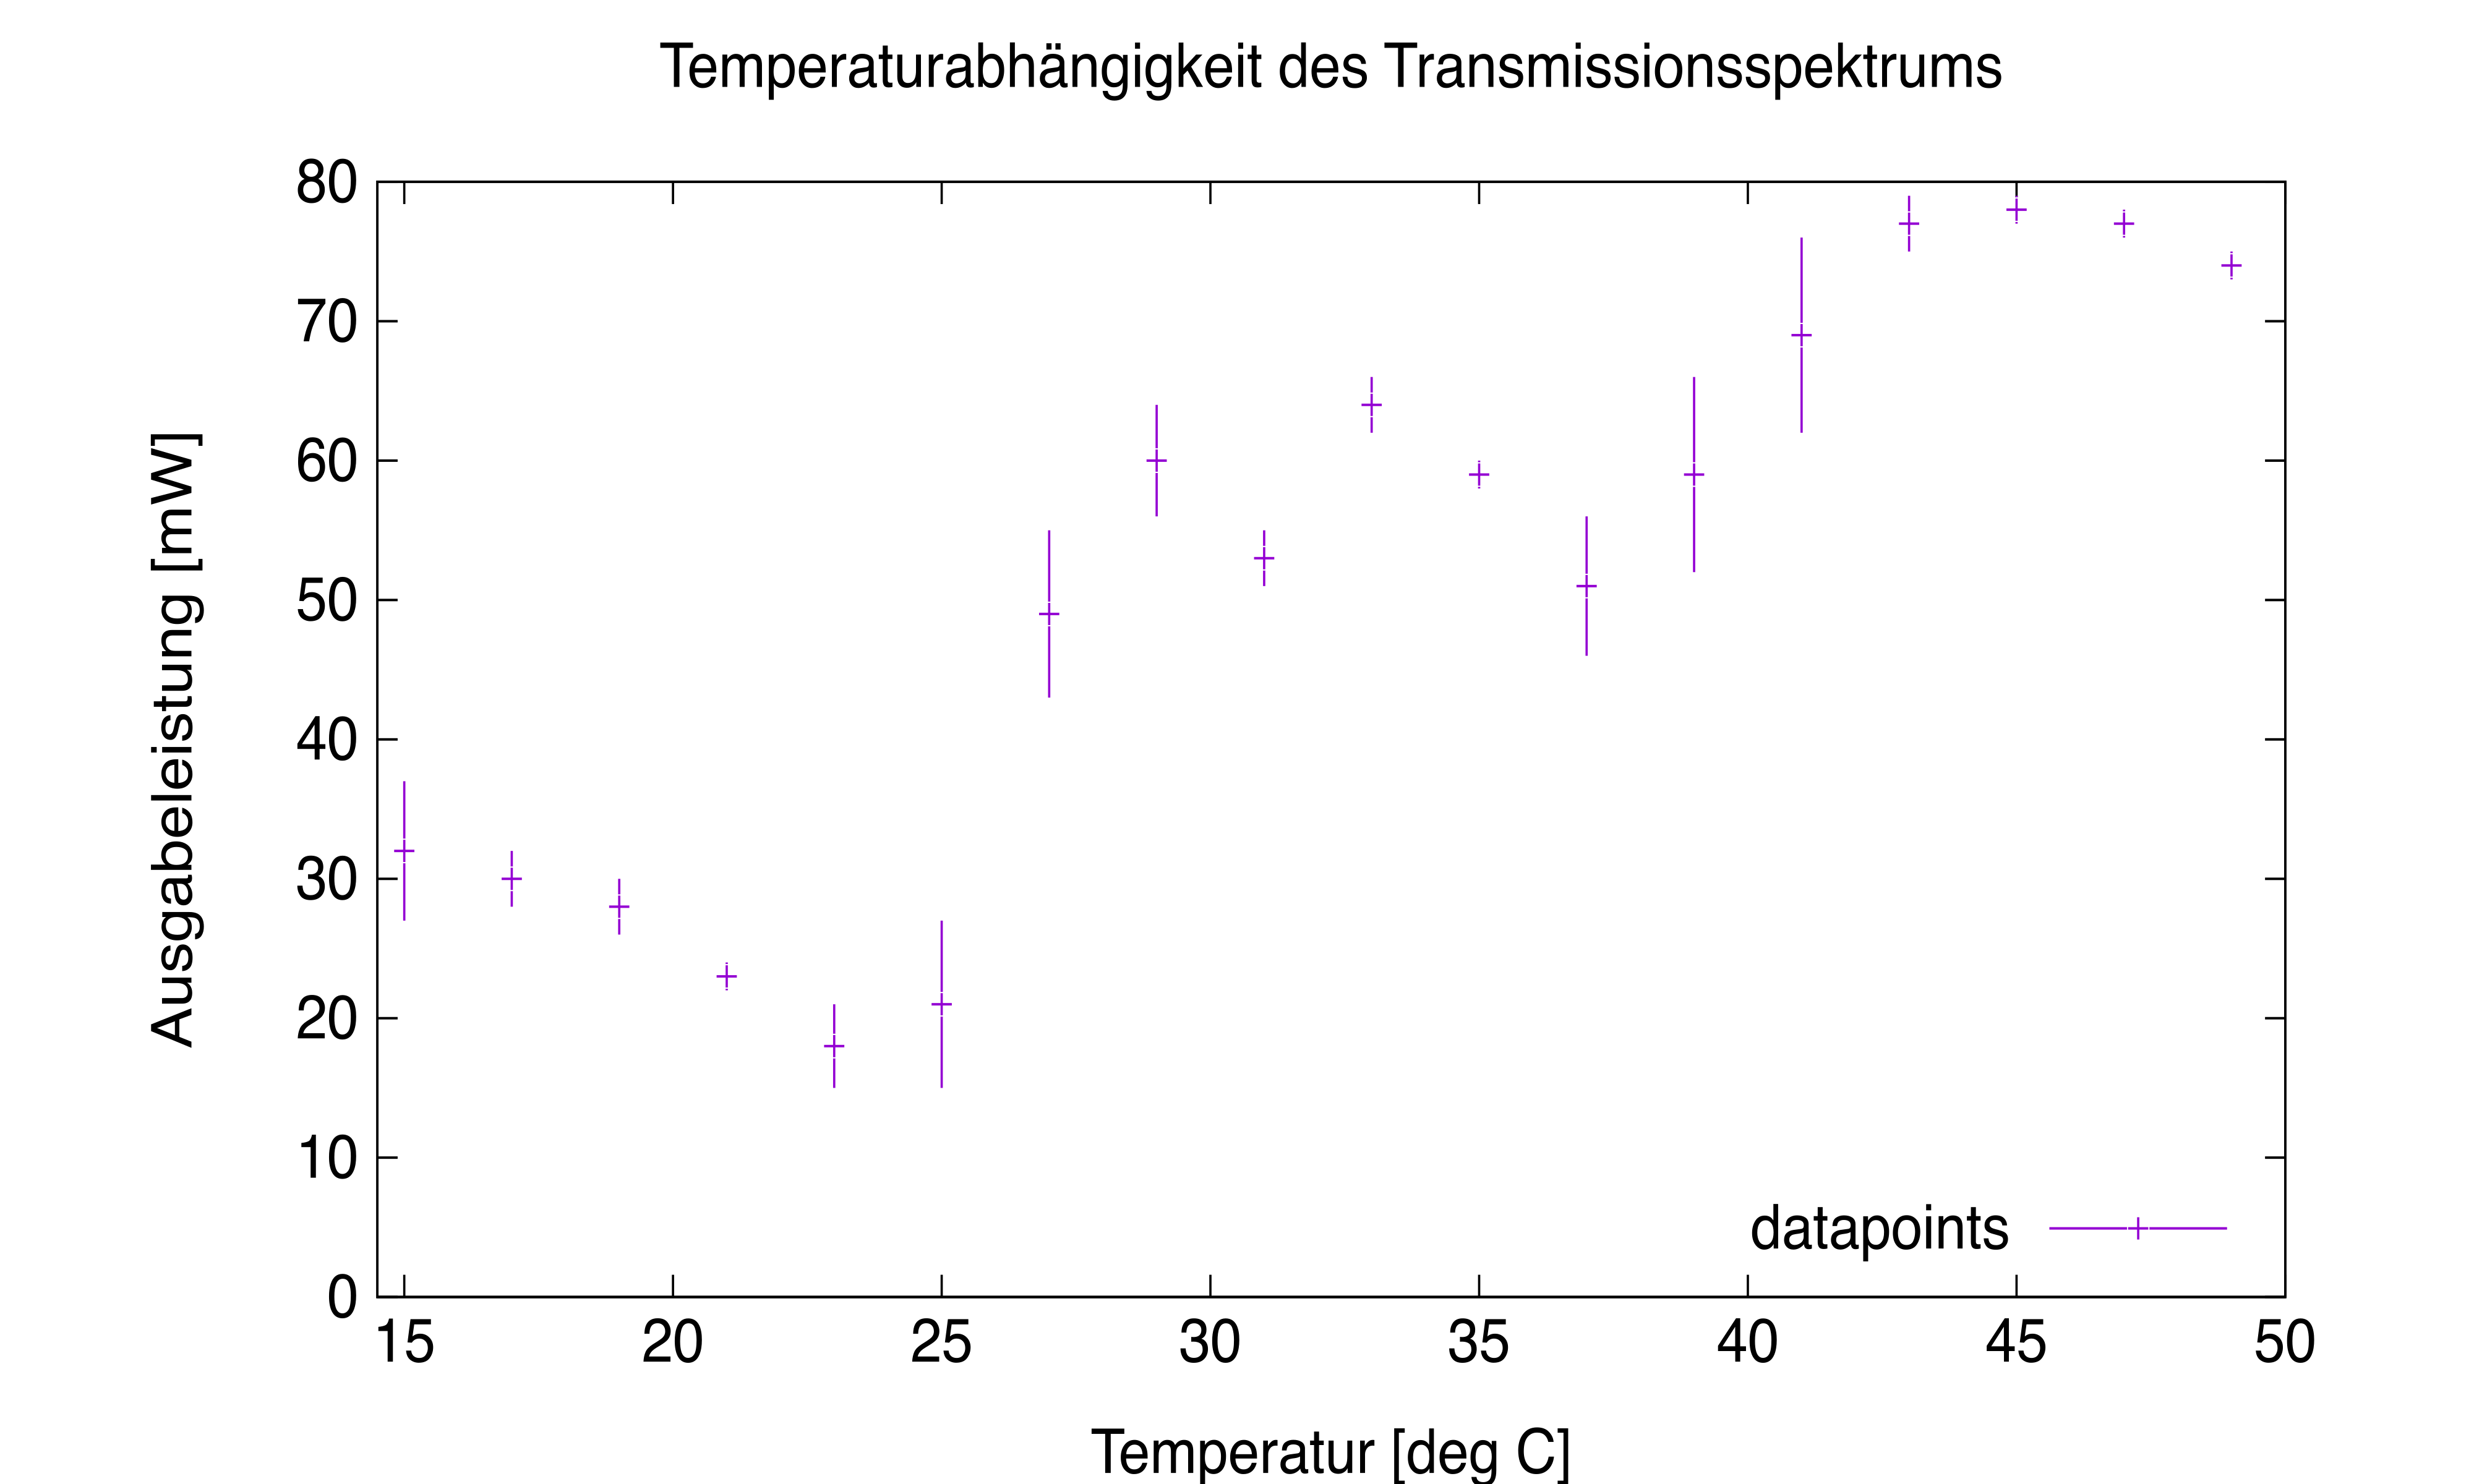 Temperaturabhängigkeit des Transmissionsspektrums
80
70
60
50
40
30
20
10
0
Ausgabeleistung [mW]
datapoints
15 20 25 30 35 40 45 50
Temperatur [deg C]